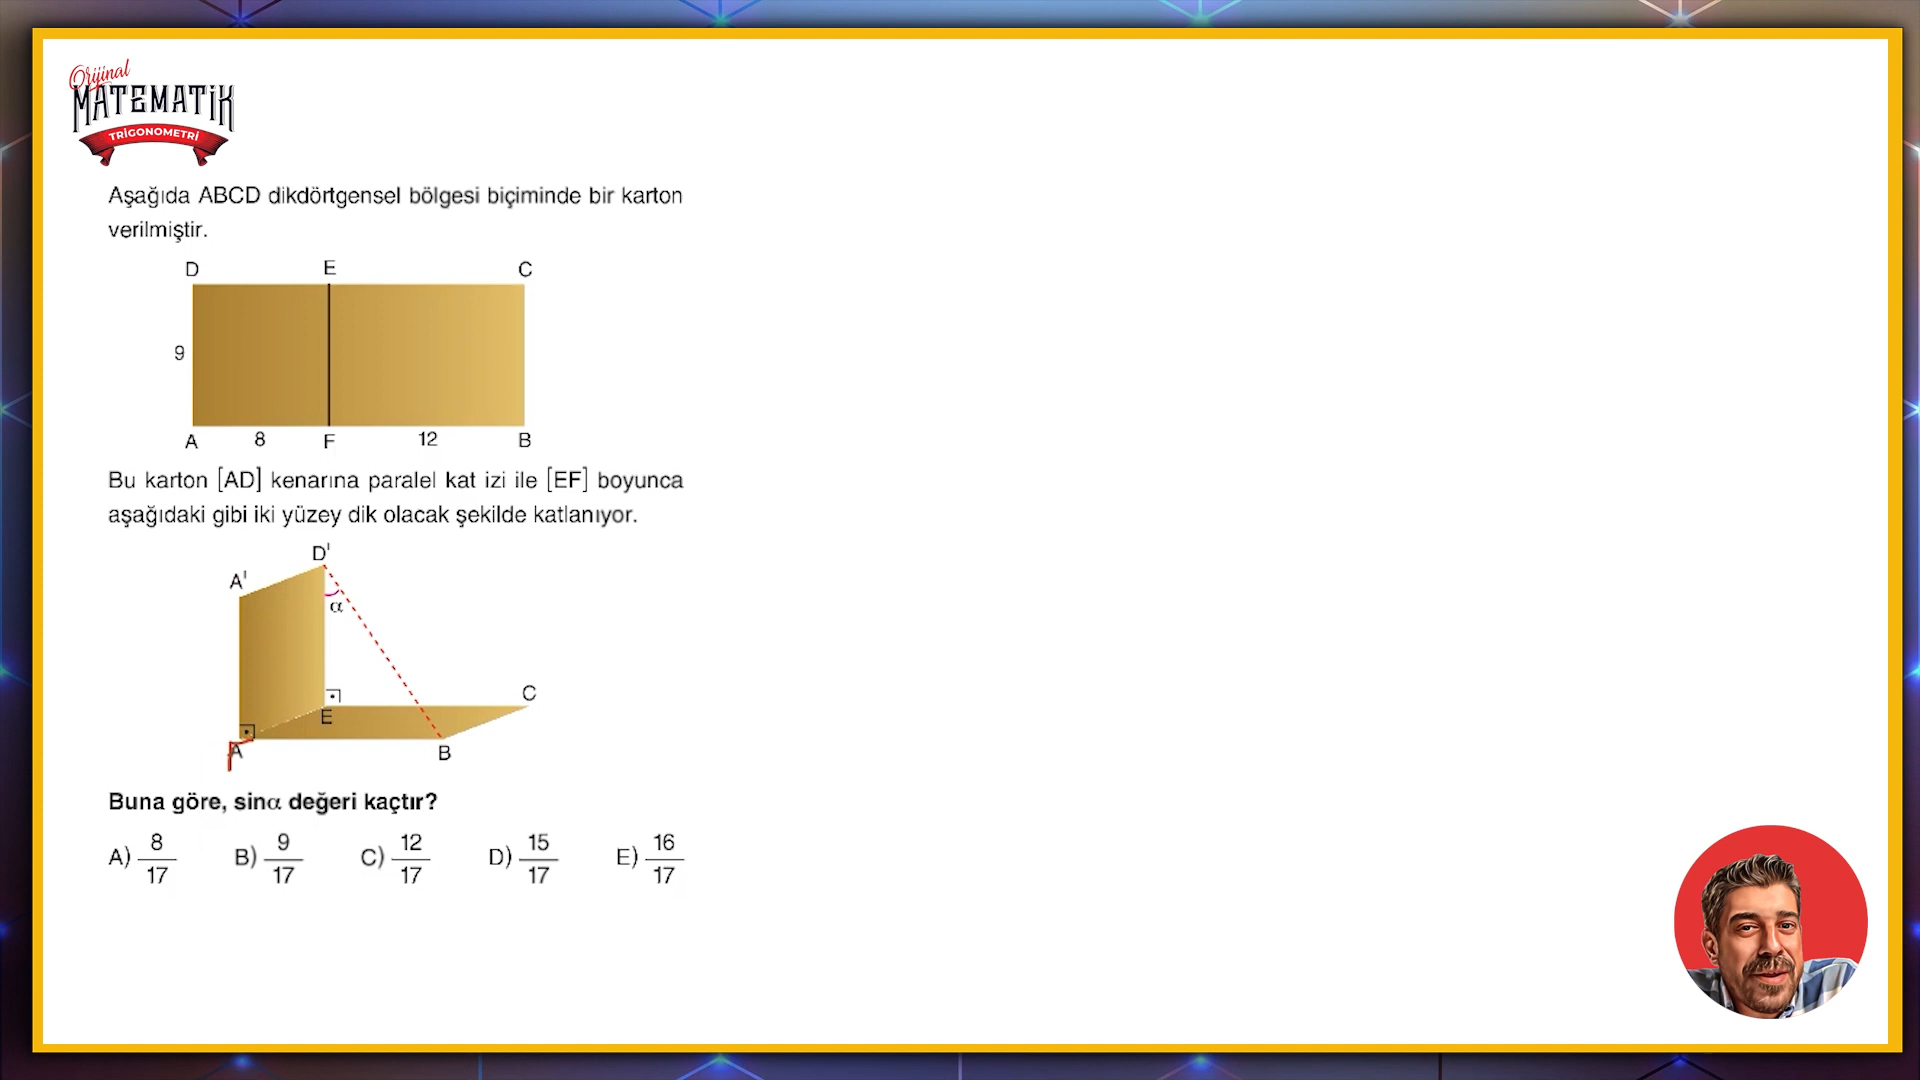 Orijinal
MATEMATİK
TRİGONOMETRİ
Aşağıda ABCD dikdörtgensel bölgesi biçiminde bir karton
verilmiştir.
D E C
9
A 8 F 12 B
Bu karton [AD] kenarına paralel kat izi ile [EF] boyunca
aşağıdaki gibi iki yüzey dik olacak şekilde katlanıyor.
D'
A'
α
C
E
A B
Buna göre, sinα değeri kaçtır?
A) 8/17 B) 9/17 C) 12/17 D) 15/17 E) 16/17